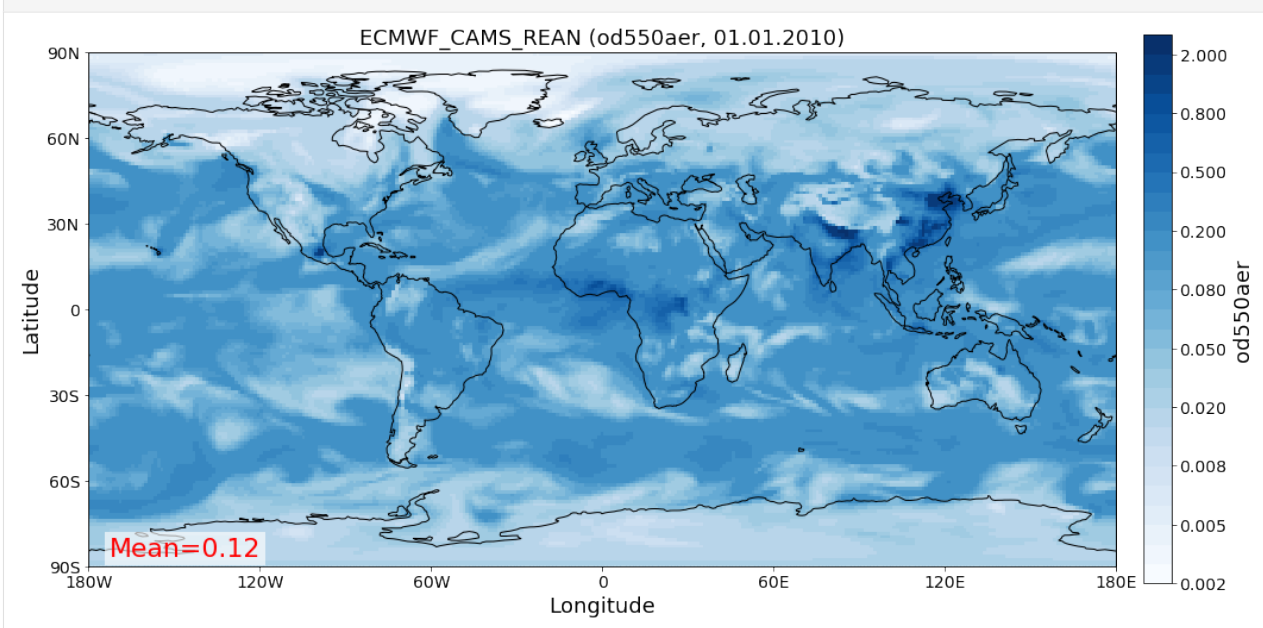 ECMWF_CAMS_REAN (od550aer, 01.01.2010)
90N
60N
30N
0
30S
60S
90S
Latitude
Mean=0.12
180W
120W
60W
0
60E
120E
180E
Longitude
2.000
0.800
0.500
0.200
0.080
0.050
0.020
0.008
0.005
0.002
od550aer